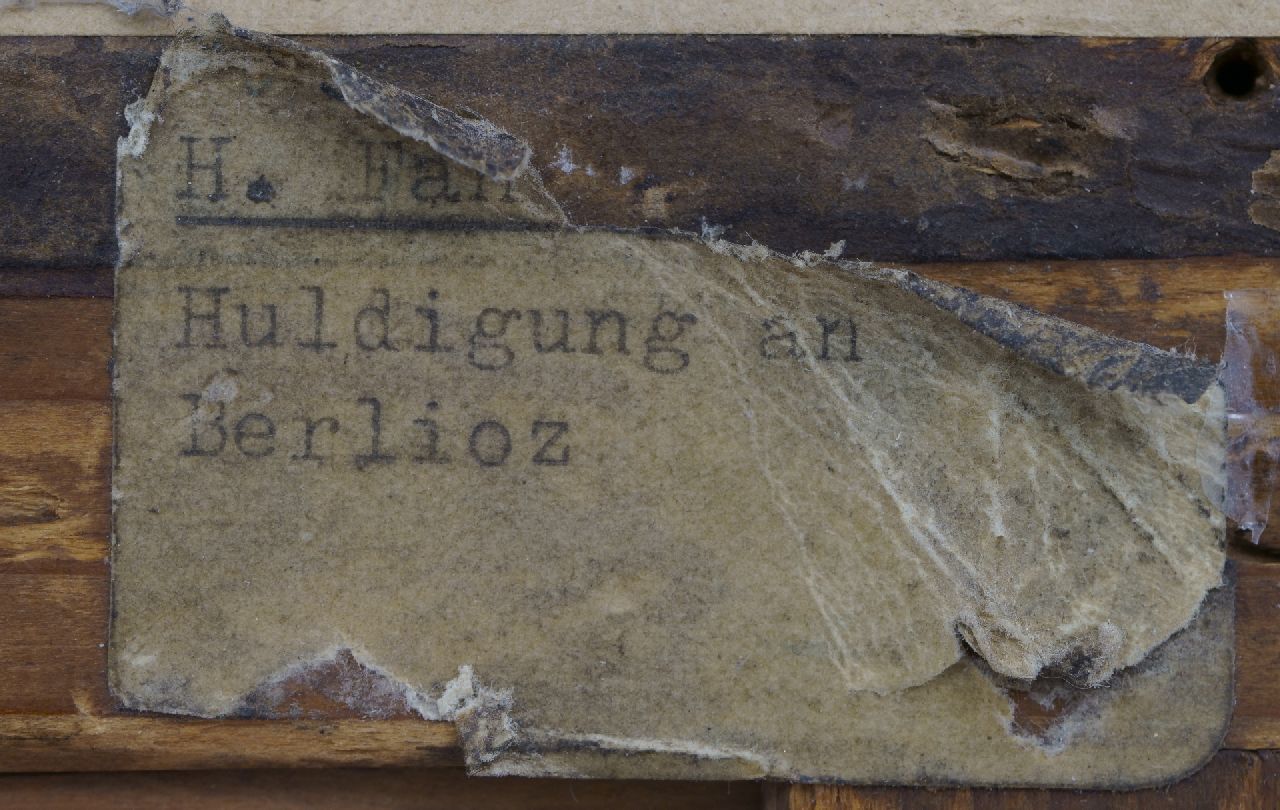 H. Fan
Huldigung an
Berlioz